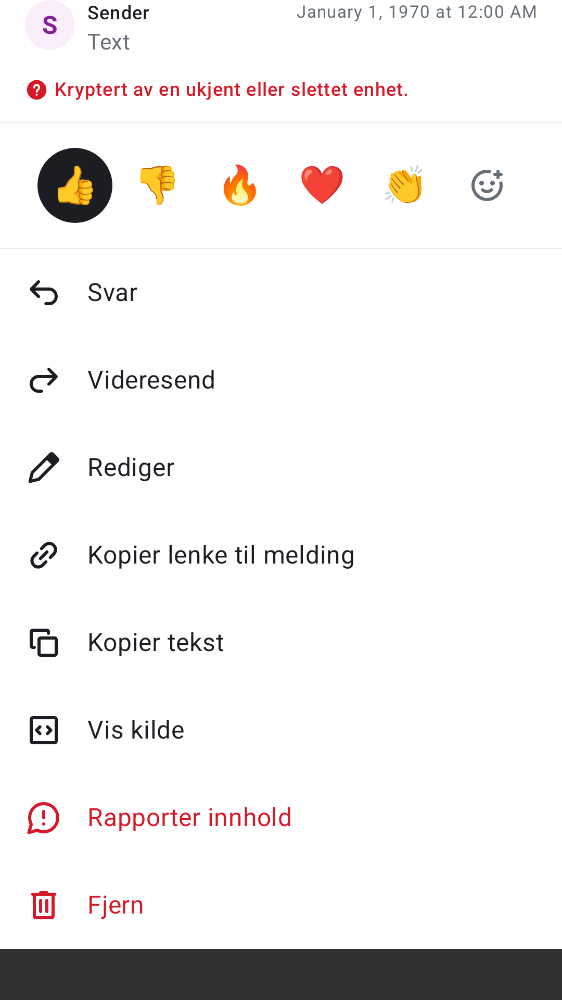 S
Sender
January 1, 1970 at 12:00 AM
Text
Kryptert av en ukjent eller slettet enhet.
Svar
Videresend
Rediger
Kopier lenke til melding
Kopier tekst
Vis kilde
Rapporter innhold
Fjern